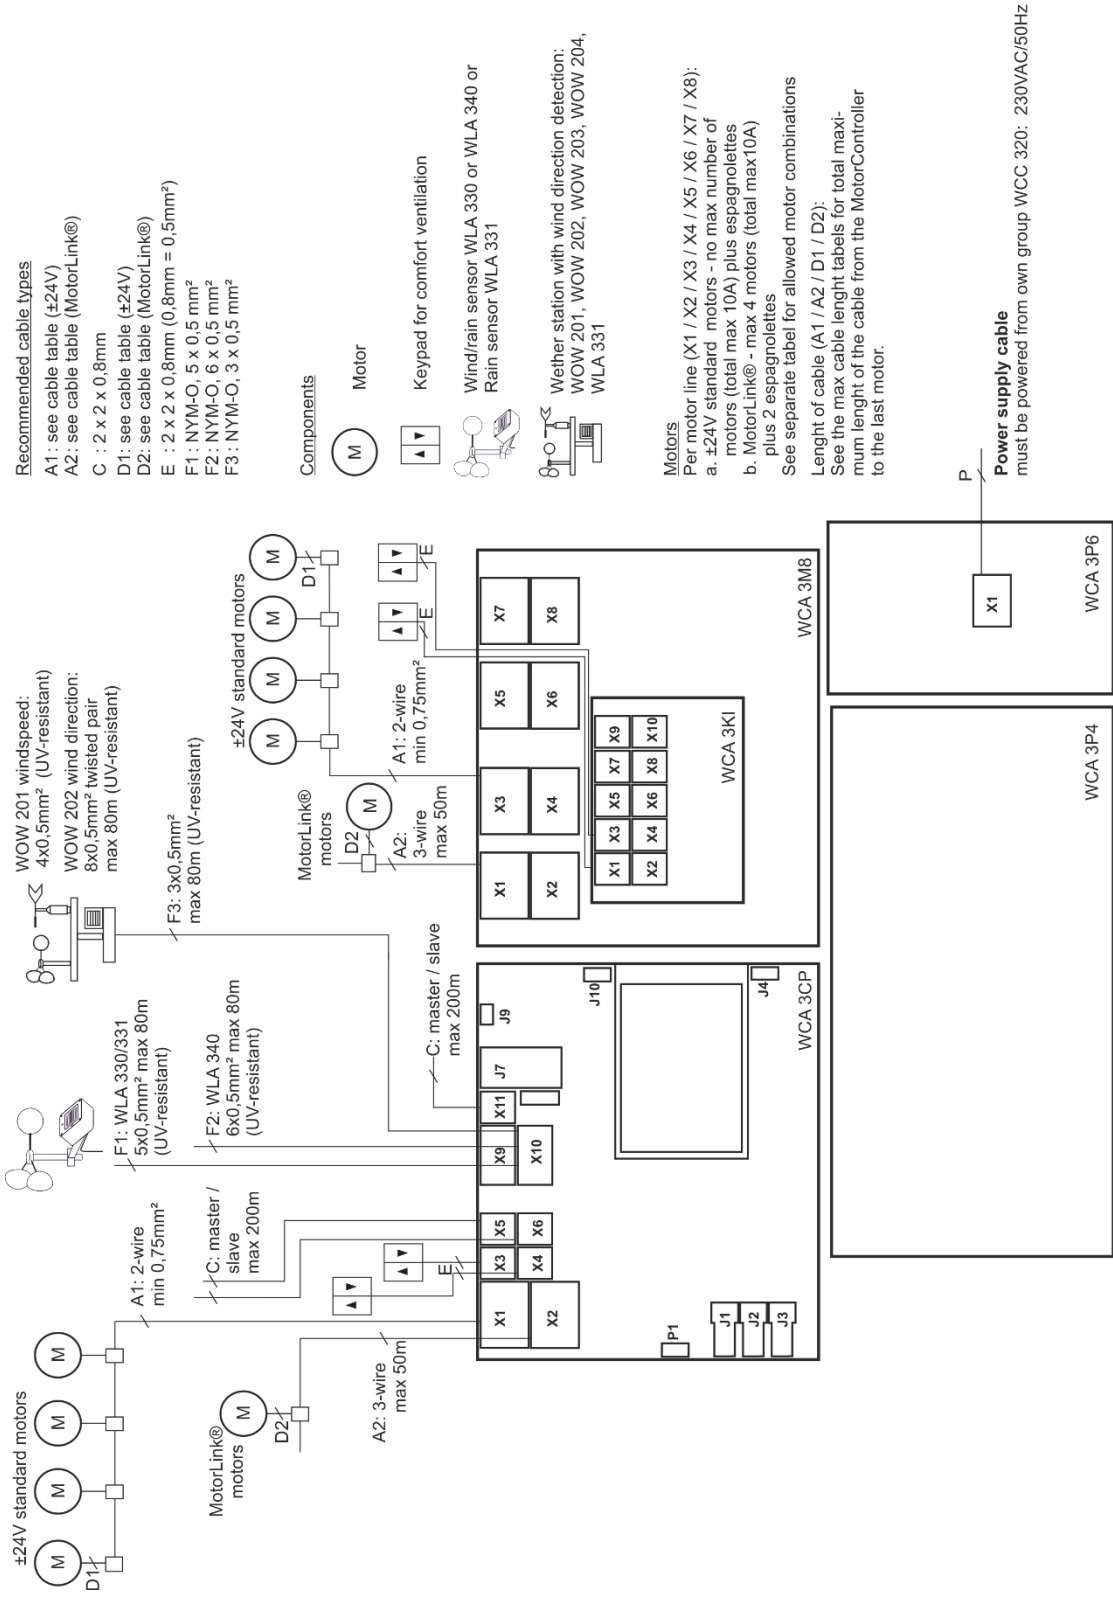 ±24V standard motors
M
M
M
M
D1
A1: 2-wire
min 0,75mm²
MotorLink®
motors
M
D2
A2: 3-wire
max 50m
C: master /
slave
max 200m
E
F1: WLA 330/331
5x0,5mm² max 80m
(UV-resistant)
F2: WLA 340
6x0,5mm² max 80m
(UV-resistant)
WOW 201 windspeed:
4x0,5mm² (UV-resistant)
WOW 202 wind direction:
8x0,5mm² twisted pair
max 80m (UV-resistant)
F3: 3x0,5mm²
max 80m (UV-resistant)
C: master / slave
max 200m
±24V standard motors
M
M
M
M
D1
MotorLink®
motors
M
D2
A2:
3-wire
max 50m
A1: 2-wire
min 0,75mm²
E
E
X1
X2
X3
X4
X5
X6
X9
X10
X11
J7
J9
J10
J4
P1
J1
J2
J3
WCA 3CP
X1
X2
X3
X4
X5
X6
X7
X8
X1
X3
X5
X7
X9
X2
X4
X6
X8
X10
WCA 3KI
WCA 3M8
WCA 3P4
X1
WCA 3P6
P
Recommended cable types
A1: see cable table (±24V)
A2: see cable table (MotorLink®)
C : 2 x 2 x 0,8mm
D1: see cable table (±24V)
D2: see cable table (MotorLink®)
E : 2 x 2 x 0,8mm (0,8mm = 0,5mm²)
F1: NYM-O, 5 x 0,5 mm²
F2: NYM-O, 6 x 0,5 mm²
F3: NYM-O, 3 x 0,5 mm²
Components
M
Motor
Keypad for comfort ventilation
Wind/rain sensor WLA 330 or WLA 340 or
Rain sensor WLA 331
Wether station with wind direction detection:
WOW 201, WOW 202, WOW 203, WOW 204,
WLA 331
Motors
Per motor line (X1 / X2 / X3 / X4 / X5 / X6 / X7 / X8):
a. ±24V standard motors - no max number of
motors (total max 10A) plus espagnolettes
b. MotorLink® - max 4 motors (total max10A)
plus 2 espagnolettes
See separate tabel for allowed motor combinations
Lenght of cable (A1 / A2 / D1 / D2):
See the max cable lenght tabels for total maxi-
mum lenght of the cable from the MotorController
to the last motor.
Power supply cable
must be powered from own group WCC 320: 230VAC/50Hz